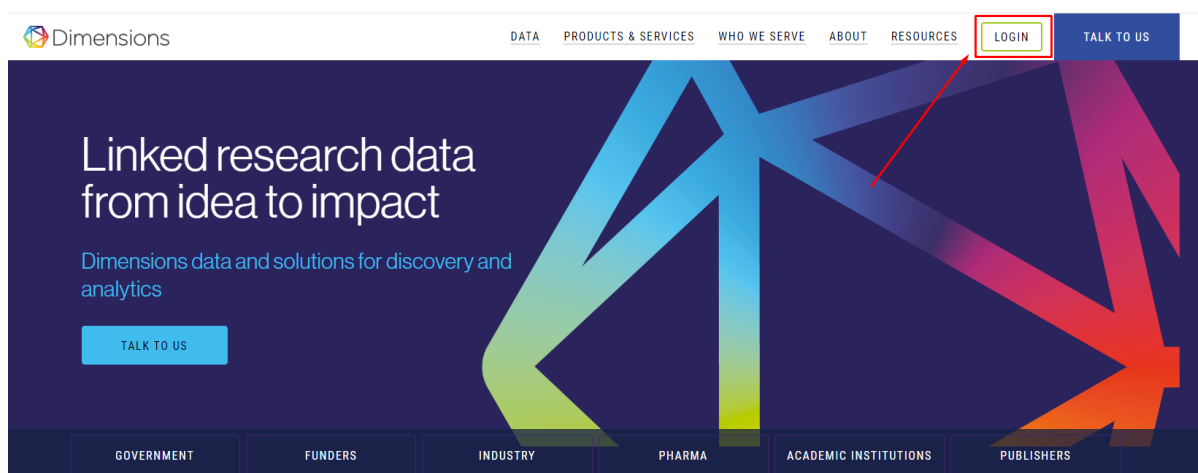 Dimensions
DATA PRODUCTS & SERVICES WHO WE SERVE ABOUT RESOURCES LOGIN TALK TO US
Linked research data
from idea to impact
Dimensions data and solutions for discovery and
analytics
TALK TO US
GOVERNMENT FUNDERS INDUSTRY PHARMA ACADEMIC INSTITUTIONS PUBLISHERS